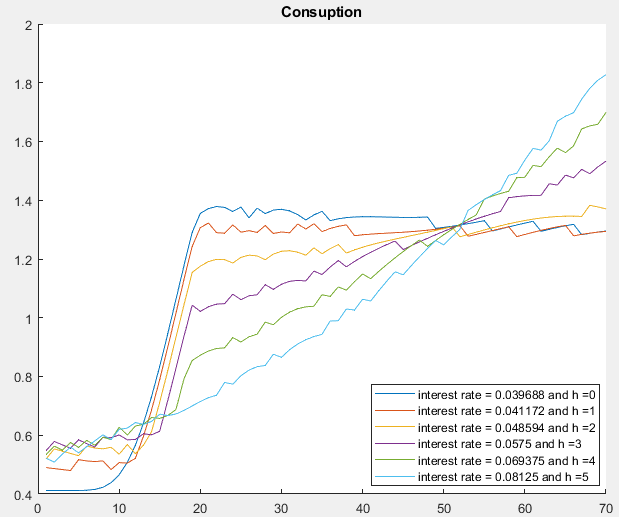 Consuption
2
1.8
1.6
1.4
1.2
1
0.8
0.6
0.4
0 10 20 30 40 50 60 70
interest rate = 0.039688 and h =0
interest rate = 0.041172 and h =1
interest rate = 0.048594 and h =2
interest rate = 0.0575 and h =3
interest rate = 0.069375 and h =4
interest rate = 0.08125 and h =5